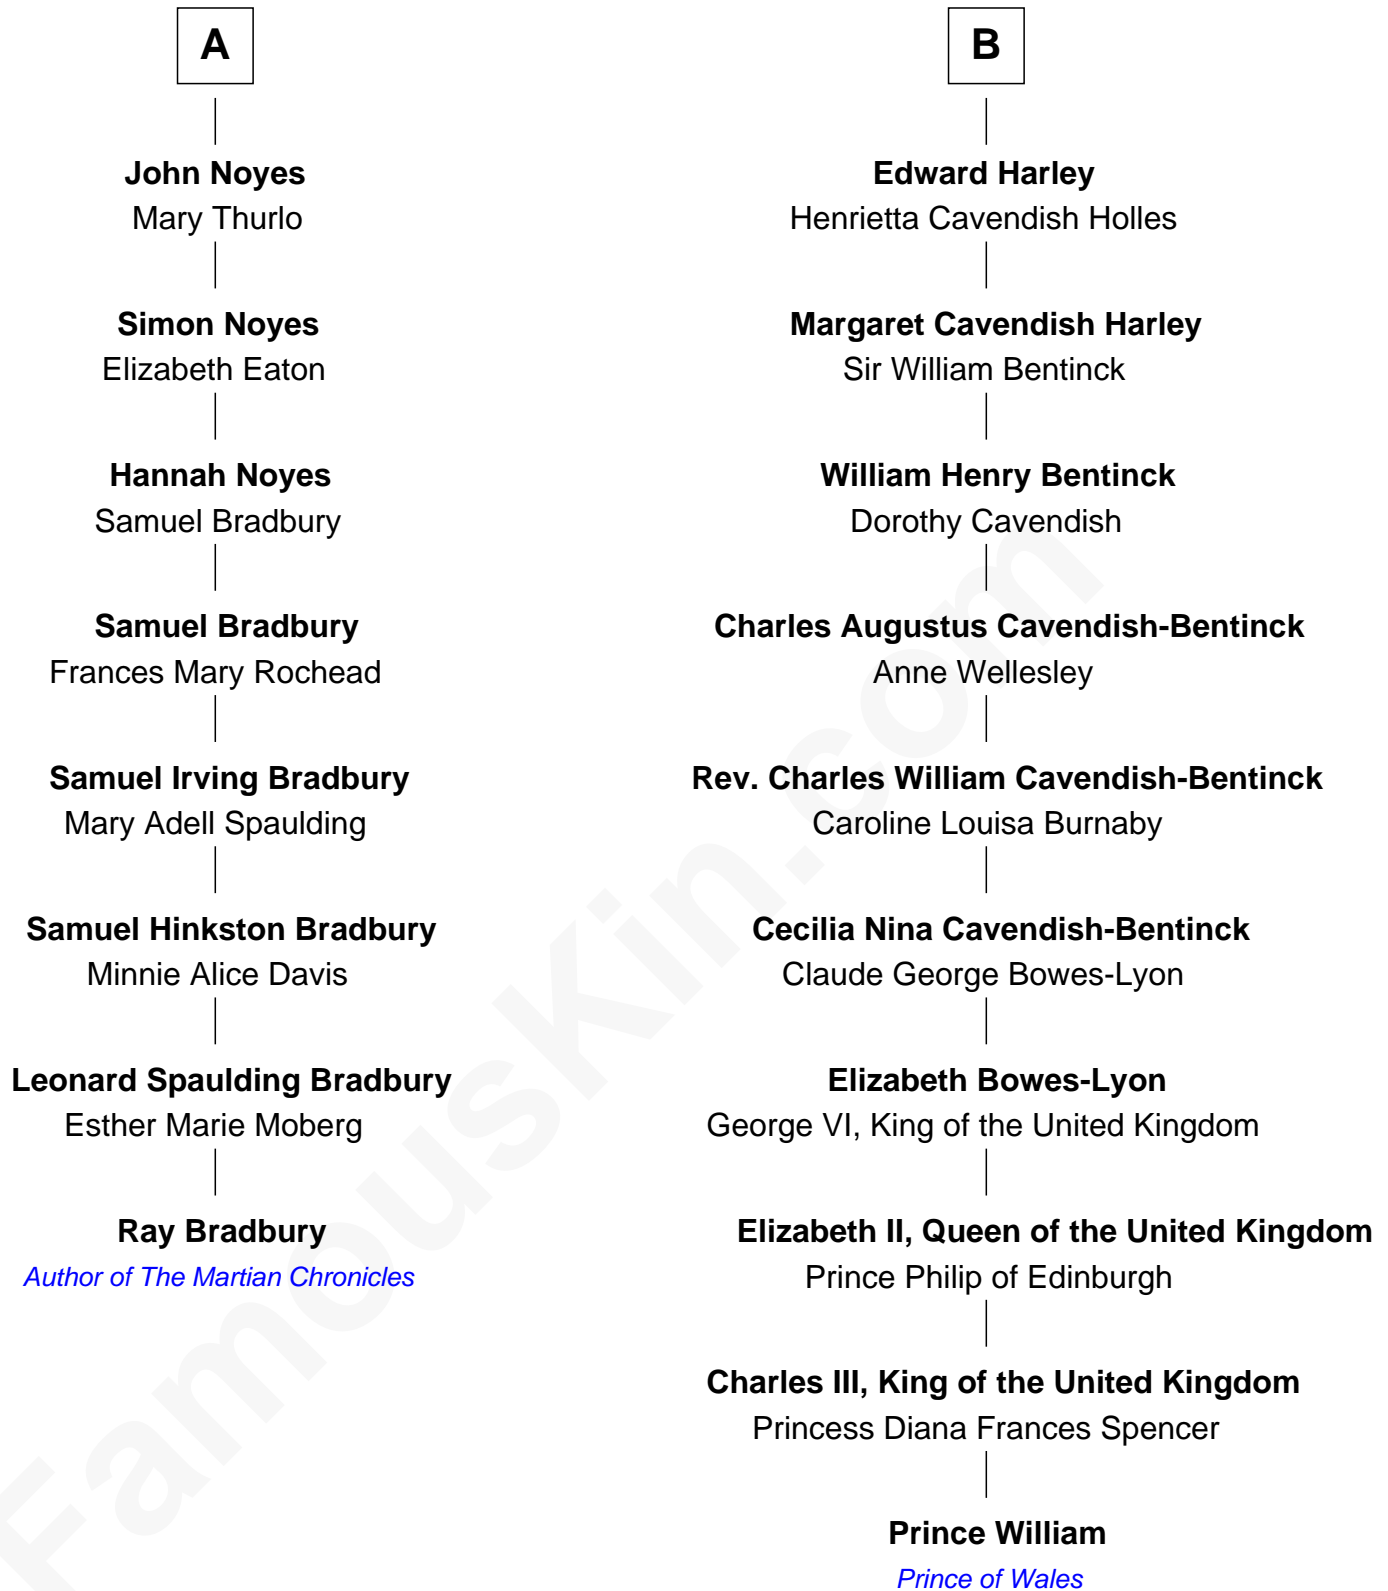 A
John Noyes
Mary Thurlo
Simon Noyes
Elizabeth Eaton
Hannah Noyes
Samuel Bradbury
Samuel Bradbury
Frances Mary Rochead
Samuel Irving Bradbury
Mary Adell Spaulding
Samuel Hinkston Bradbury
Minnie Alice Davis
Leonard Spaulding Bradbury
Esther Marie Moberg
Ray Bradbury
Author of The Martian Chronicles
B
Edward Harley
Henrietta Cavendish Holles
Margaret Cavendish Harley
Sir William Bentinck
William Henry Bentinck
Dorothy Cavendish
Charles Augustus Cavendish-Bentinck
Anne Wellesley
Rev. Charles William Cavendish-Bentinck
Caroline Louisa Burnaby
Cecilia Nina Cavendish-Bentinck
Claude George Bowes-Lyon
Elizabeth Bowes-Lyon
George VI, King of the United Kingdom
Elizabeth II, Queen of the United Kingdom
Prince Philip of Edinburgh
Charles III, King of the United Kingdom
Princess Diana Frances Spencer
Prince William
Prince of Wales
FamousKin.com